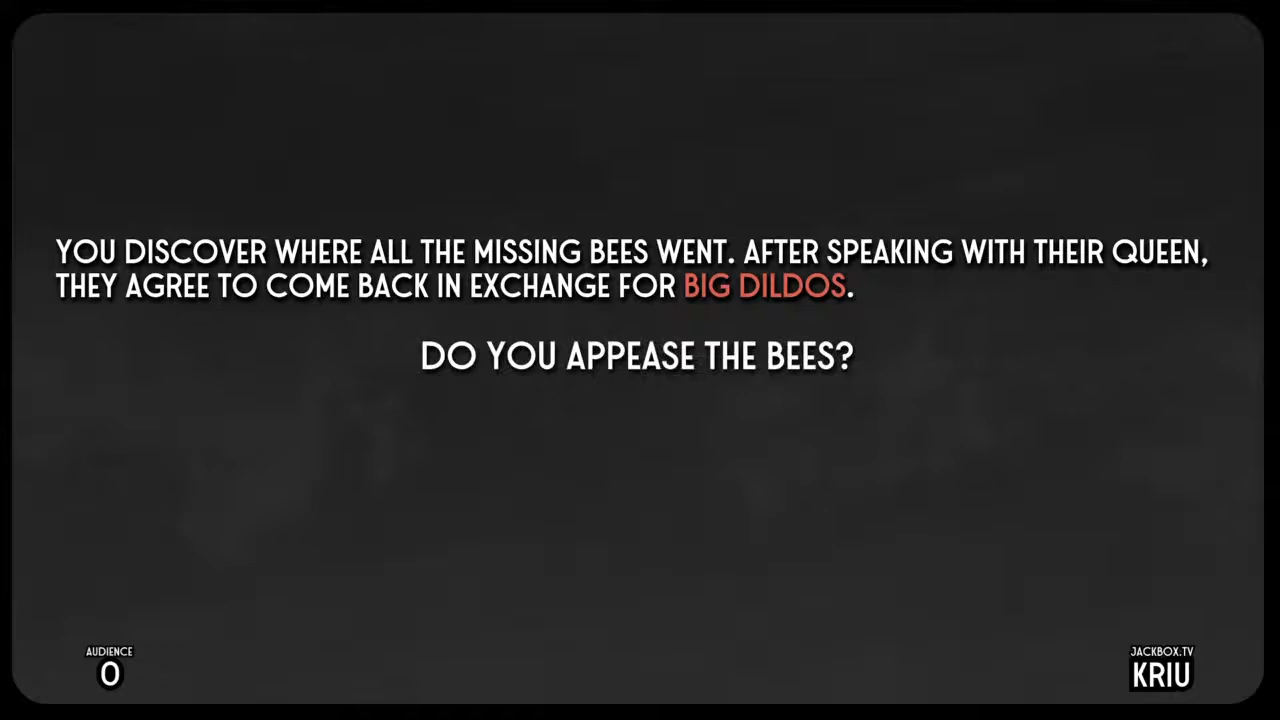 YOU DISCOVER WHERE ALL THE MISSING BEES WENT. AFTER SPEAKING WITH THEIR QUEEN,
THEY AGREE TO COME BACK IN EXCHANGE FOR BIG DILDOS.
DO YOU APPEASE THE BEES?
AUDIENCE
0
JACKBOX.TV
KRIU